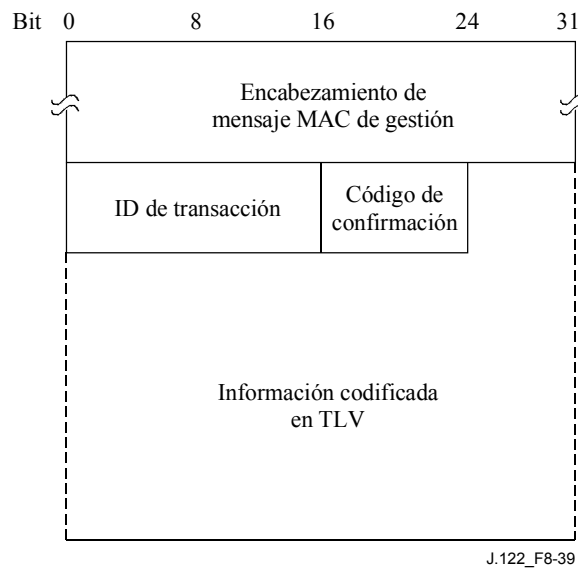 Bit 0 8 16 24 31
Encabezamiento de
mensaje MAC de gestión
ID de transacción
Código de
confirmación
Información codificada
en TLV
J.122_F8-39